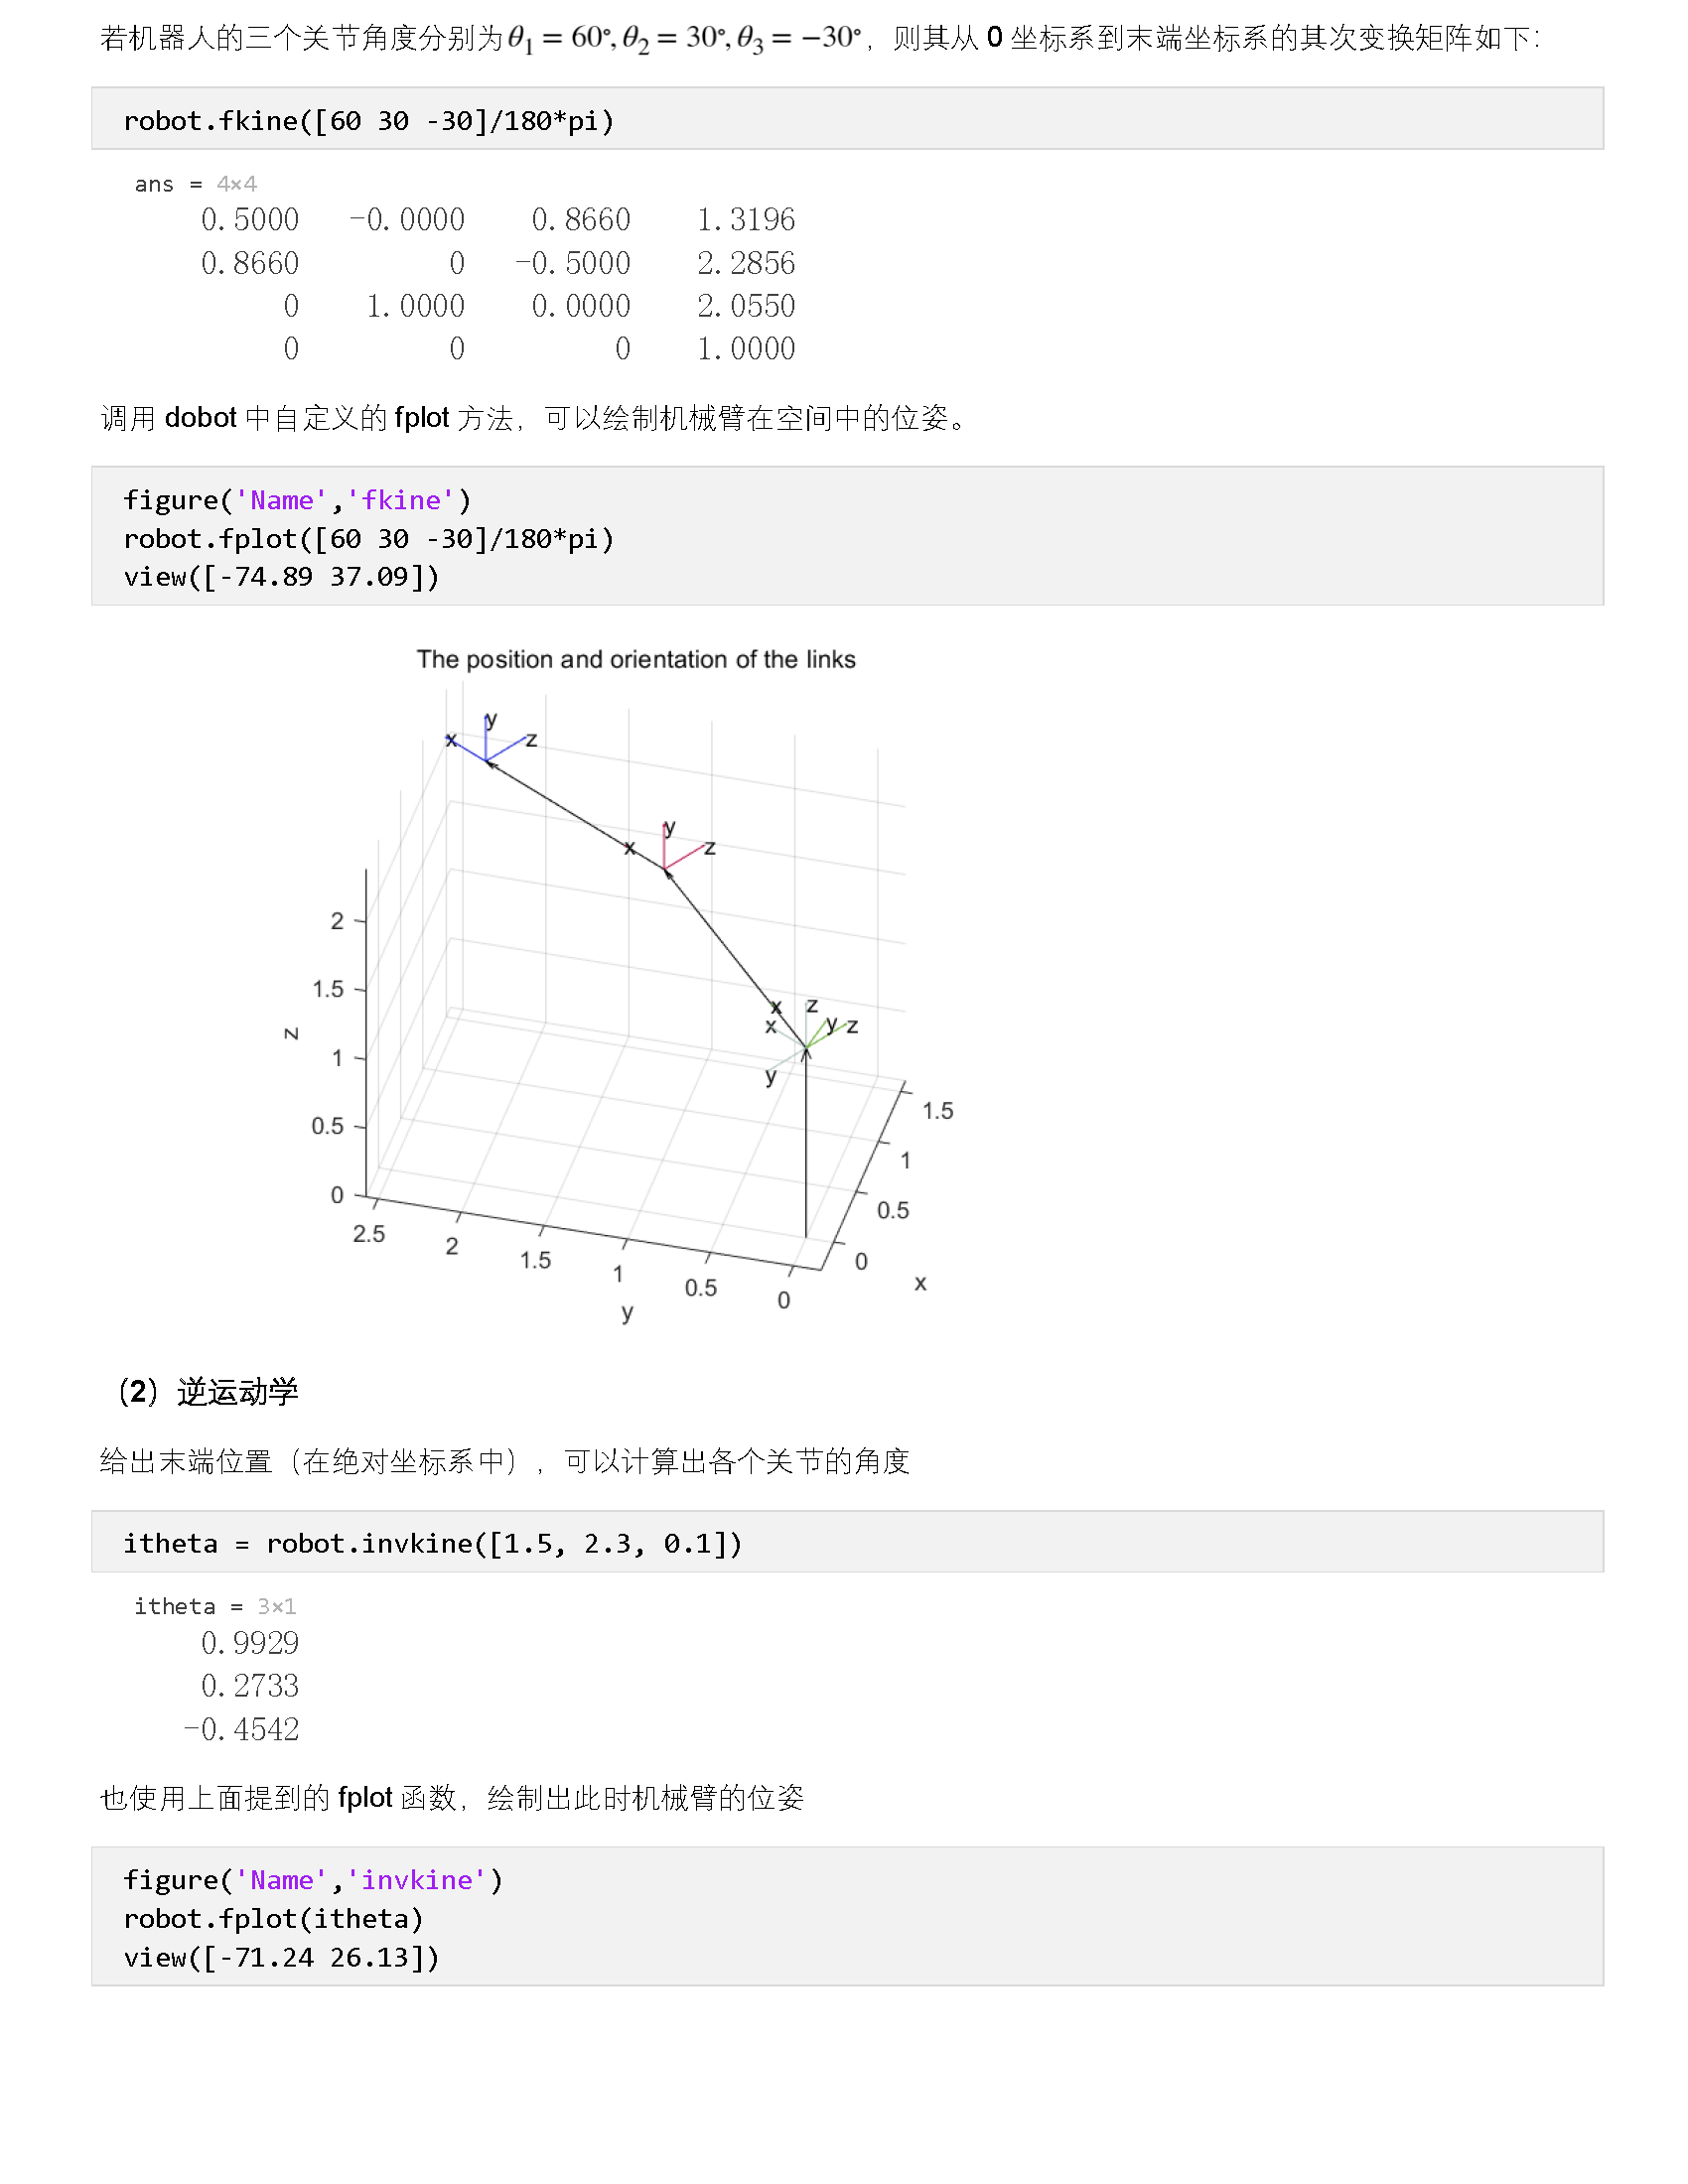 若机器人的三个关节角度分别为θ₁ = 60°, θ₂ = 30°, θ₃ = −30°，则其从 0 坐标系到末端坐标系的其次变换矩阵如下：
robot.fkine([60 30 -30]/180*pi)
ans = 4×4
0.5000 -0.0000 0.8660 1.3196
0.8660 0 -0.5000 2.2856
0 1.0000 0.0000 2.0550
0 0 0 1.0000
调用 dobot 中自定义的 fplot 方法，可以绘制机械臂在空间中的位姿。
figure('Name','fkine')
robot.fplot([60 30 -30]/180*pi)
view([-74.89 37.09])
The position and orientation of the links
y
x z
y
x z
x z
x y z
y
2
1.5
1
0.5
0
z
2.5
2
1.5
1
0.5
0
y
1.5
1
0.5
0
x
（2）逆运动学
给出末端位置（在绝对坐标系中），可以计算出各个关节的角度
itheta = robot.invkine([1.5, 2.3, 0.1])
itheta = 3×1
0.9929
0.2733
-0.4542
也使用上面提到的 fplot 函数，绘制出此时机械臂的位姿
figure('Name','invkine')
robot.fplot(itheta)
view([-71.24 26.13])